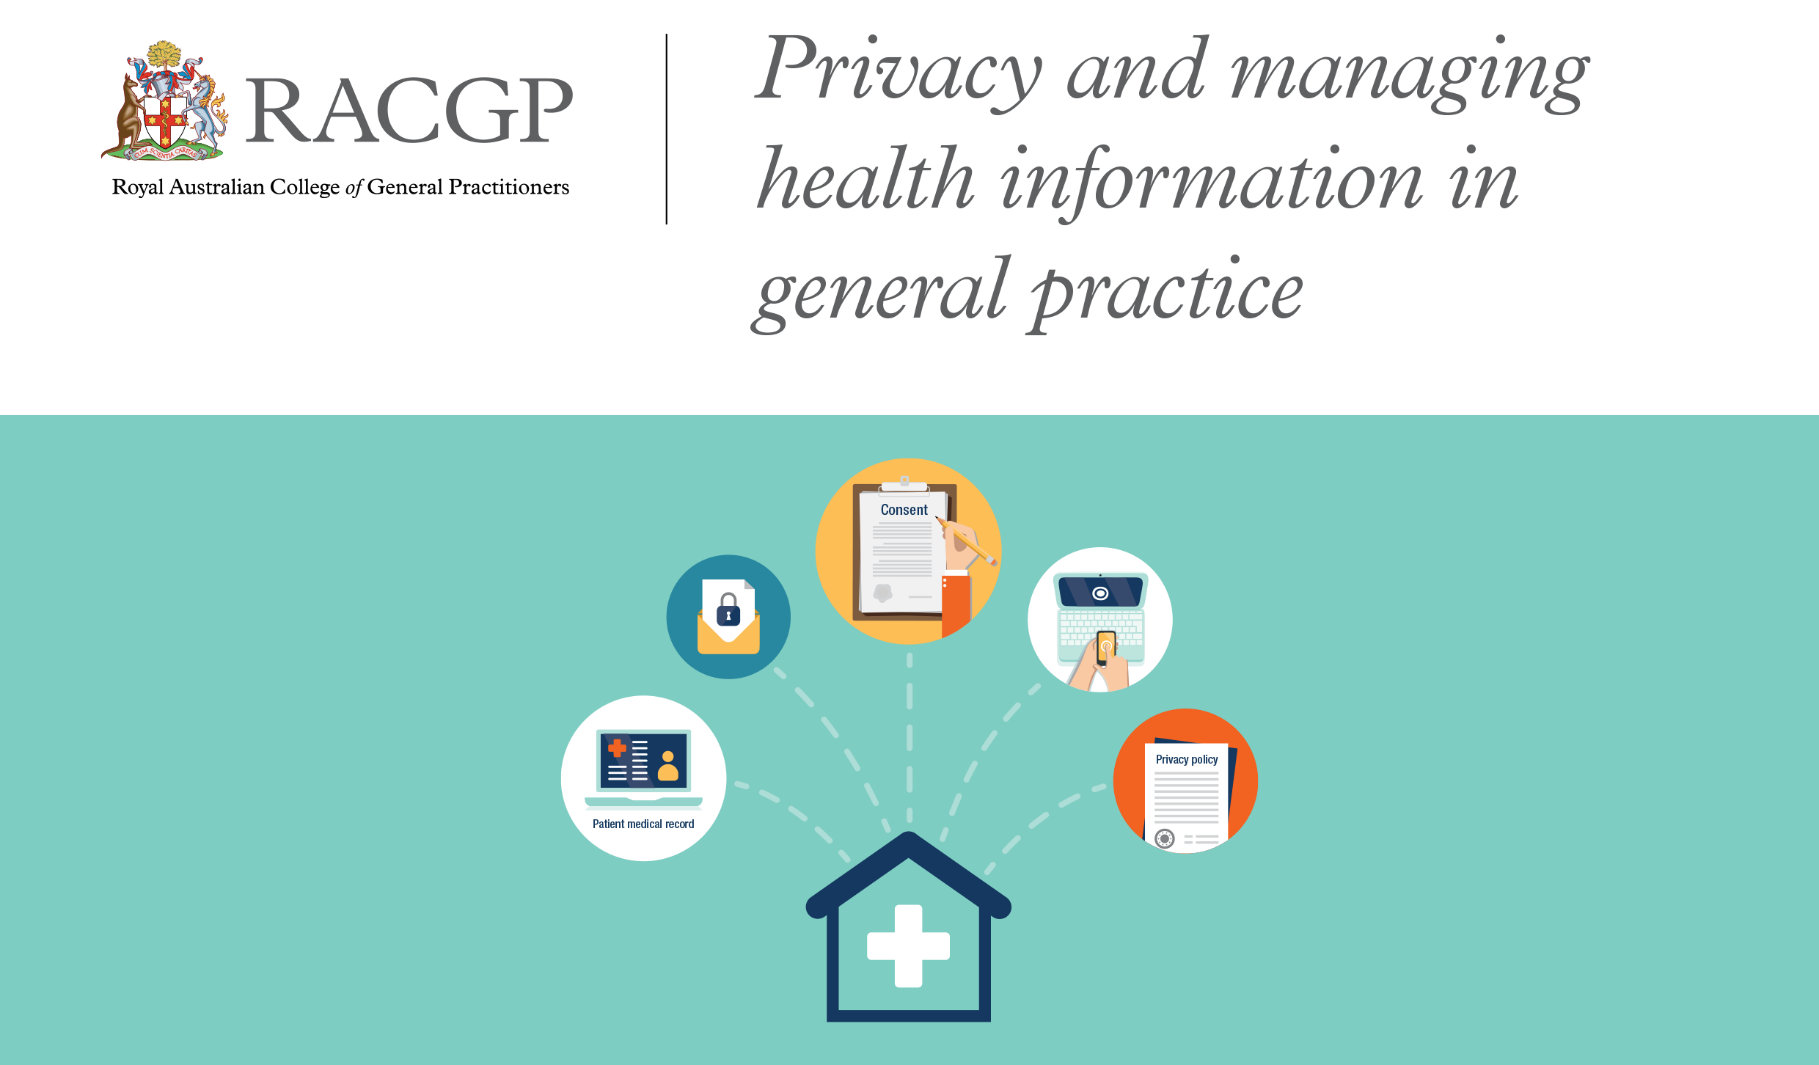 RACGP
Royal Australian College of General Practitioners
Privacy and managing
health information in
general practice
Consent
Patient medical record
Privacy policy